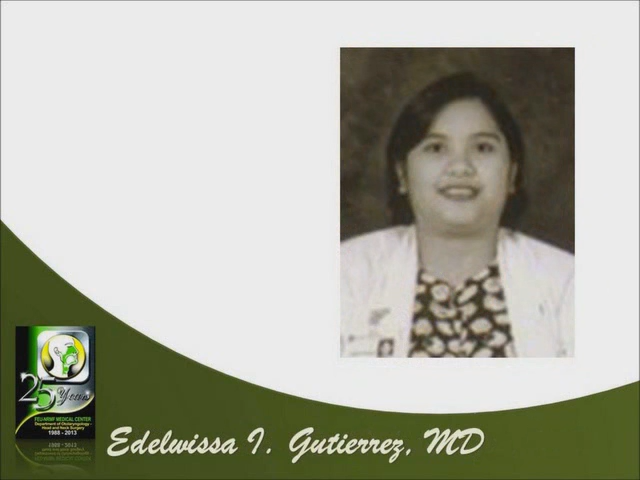 25 Years
FEU-NRMF MEDICAL CENTER
Department of Otolaryngology -
Head and Neck Surgery
1988 - 2013
Edelwissa I. Gutierrez, MD